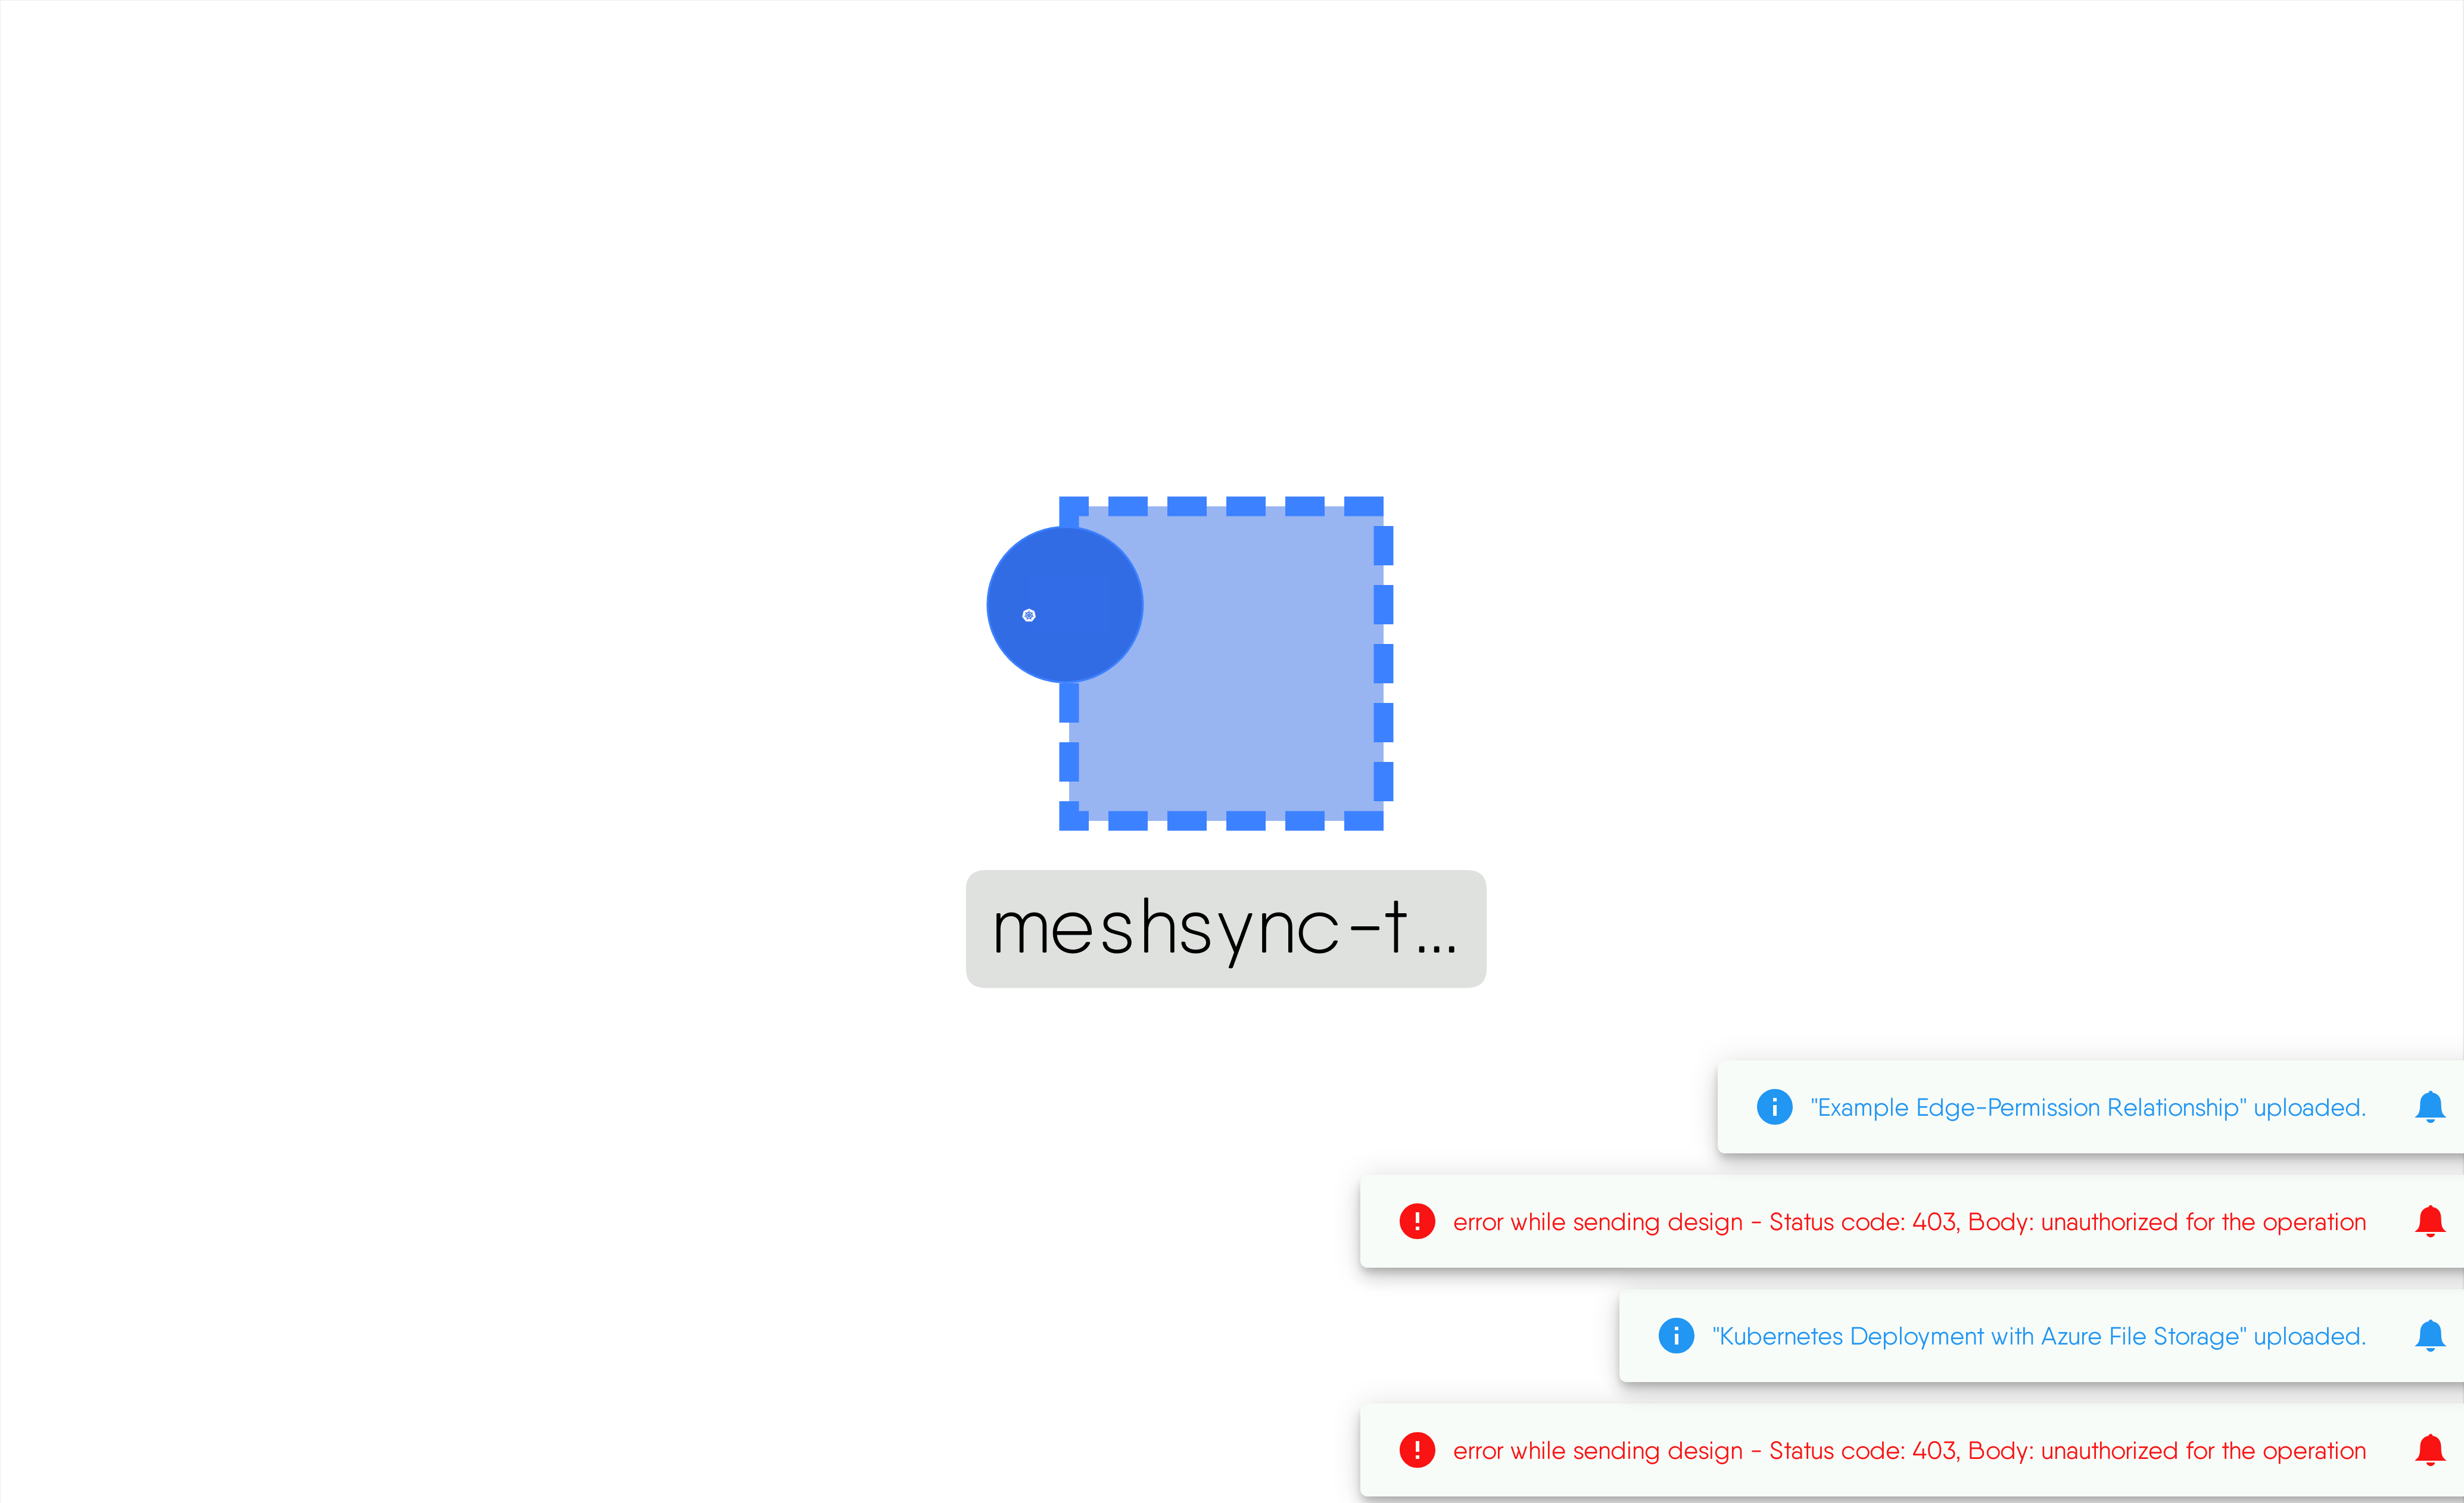 meshsync-t...
"Example Edge-Permission Relationship" uploaded.
error while sending design - Status code: 403, Body: unauthorized for the operation
"Kubernetes Deployment with Azure File Storage" uploaded.
error while sending design - Status code: 403, Body: unauthorized for the operation